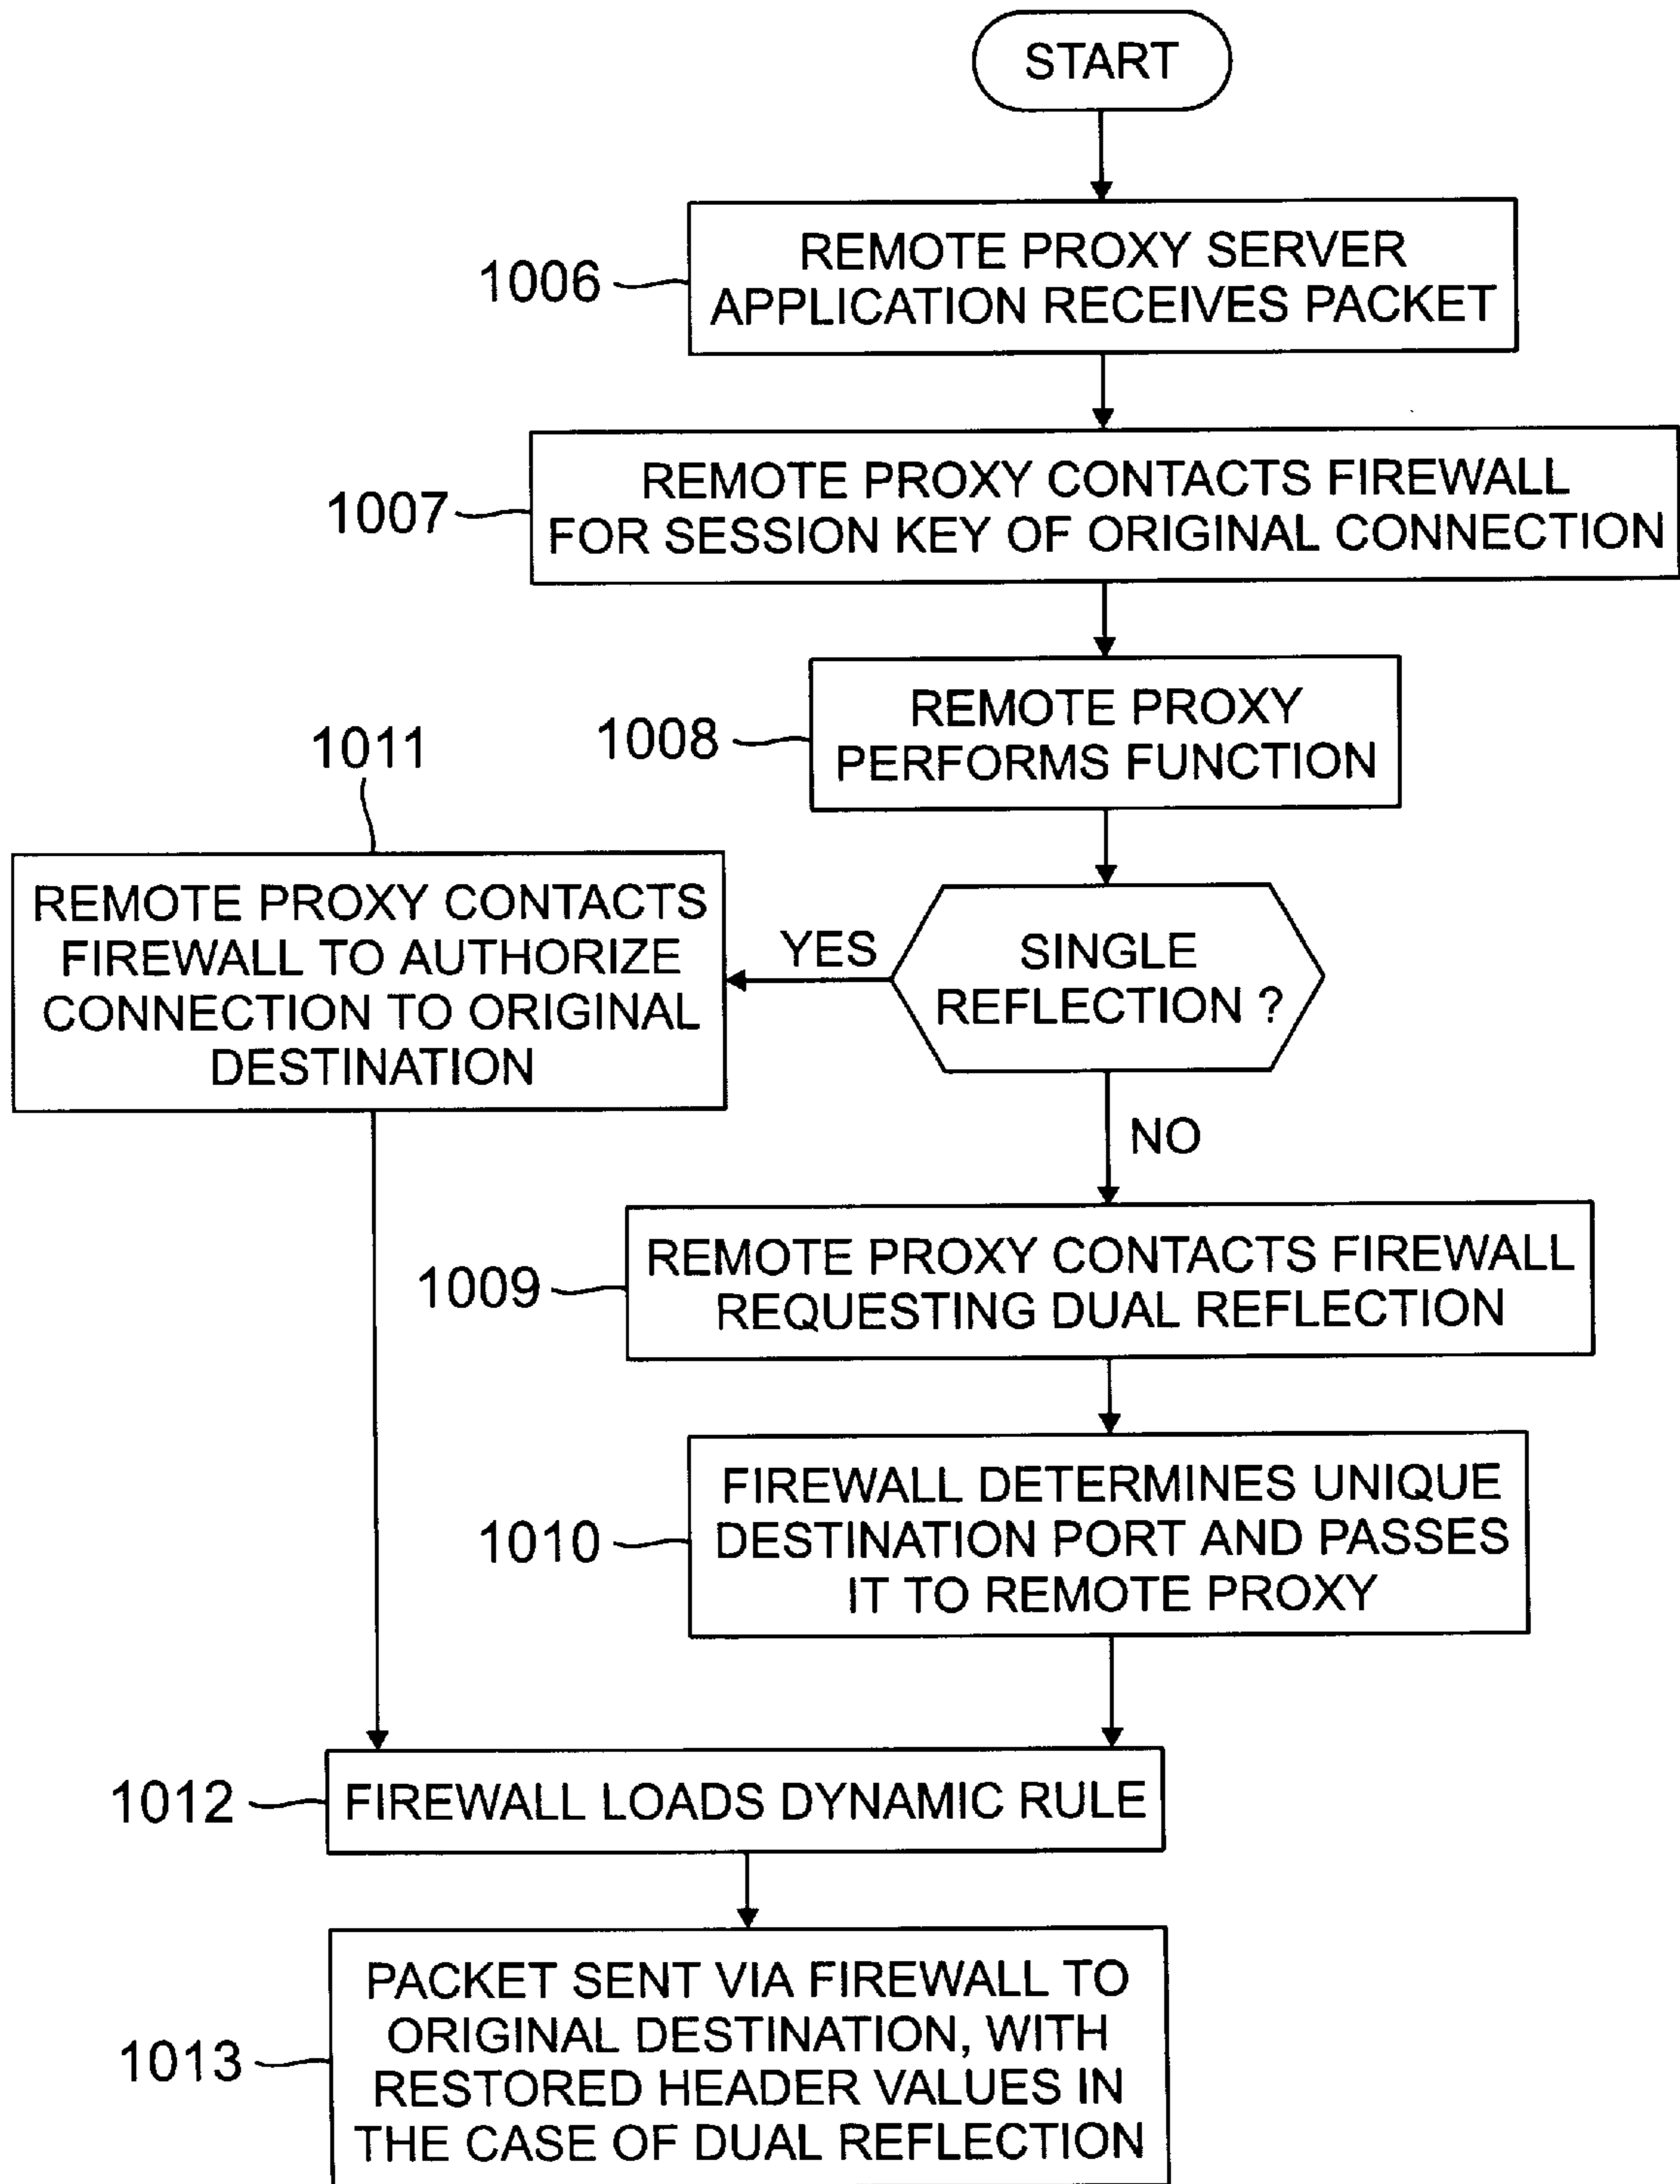 START
1006
REMOTE PROXY SERVER
APPLICATION RECEIVES PACKET
1007
REMOTE PROXY CONTACTS FIREWALL
FOR SESSION KEY OF ORIGINAL CONNECTION
1008
REMOTE PROXY
PERFORMS FUNCTION
SINGLE
REFLECTION ?
YES
1011
REMOTE PROXY CONTACTS
FIREWALL TO AUTHORIZE
CONNECTION TO ORIGINAL
DESTINATION
NO
1009
REMOTE PROXY CONTACTS FIREWALL
REQUESTING DUAL REFLECTION
1010
FIREWALL DETERMINES UNIQUE
DESTINATION PORT AND PASSES
IT TO REMOTE PROXY
1012
FIREWALL LOADS DYNAMIC RULE
1013
PACKET SENT VIA FIREWALL TO
ORIGINAL DESTINATION, WITH
RESTORED HEADER VALUES IN
THE CASE OF DUAL REFLECTION